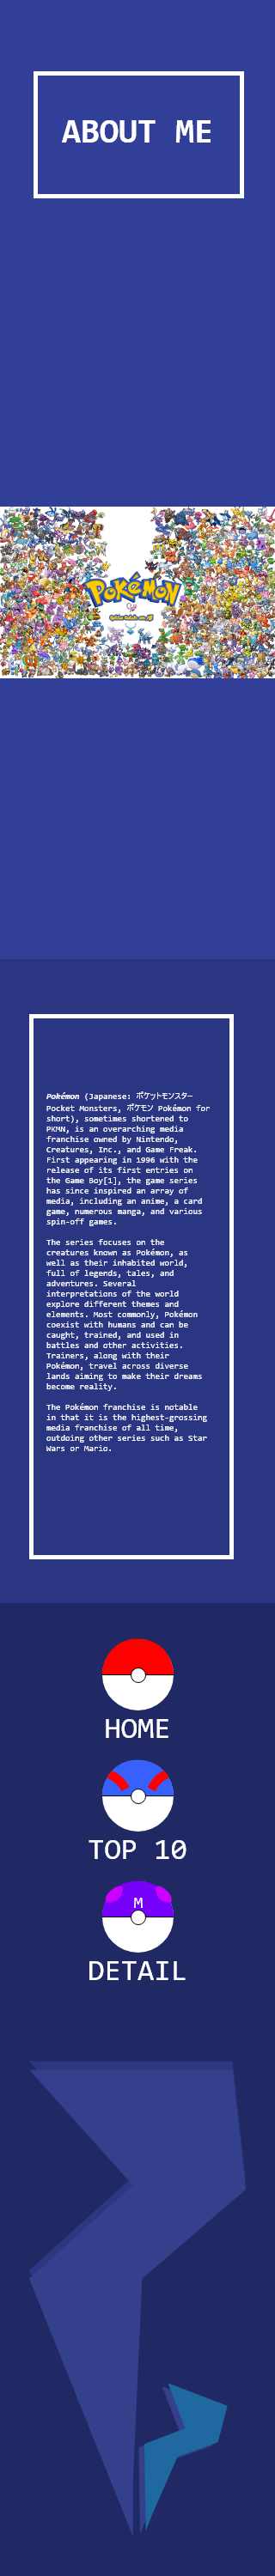 ABOUT ME
POKéMON
Pokémon (Japanese: ポケットモンスター
Pocket Monsters, ポケモン Pokémon for
short), sometimes shortened to
PKMN, is an overarching media
franchise owned by Nintendo,
Creatures, Inc., and Game Freak.
First appearing in 1996 with the
release of its first entries on
the Game Boy[1], the game series
has since inspired an array of
media, including an anime, a card
game, numerous manga, and various
spin-off games.
The series focuses on the
creatures known as Pokémon, as
well as their inhabited world,
full of legends, tales, and
adventures. Several
interpretations of the world
explore different themes and
elements. Most commonly, Pokémon
coexist with humans and can be
caught, trained, and used in
battles and other activities.
Trainers, along with their
Pokémon, travel across diverse
lands aiming to make their dreams
become reality.
The Pokémon franchise is notable
in that it is the highest-grossing
media franchise of all time,
outdoing other series such as Star
Wars or Mario.
HOME
TOP 10
M
DETAIL